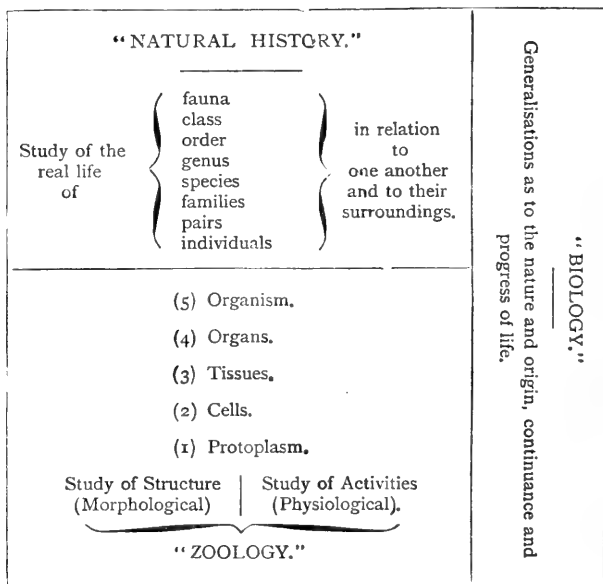 "NATURAL HISTORY."
Study of the
real life
of
fauna
class
order
genus
species
families
pairs
individuals
in relation
to
one another
and to their
surroundings.
(5) Organism.
(4) Organs.
(3) Tissues.
(2) Cells.
(1) Protoplasm.
Study of Structure
(Morphological)
Study of Activities
(Physiological).
"ZOOLOGY."
"BIOLOGY."
Generalisations as to the nature and origin, continuance and
progress of life.